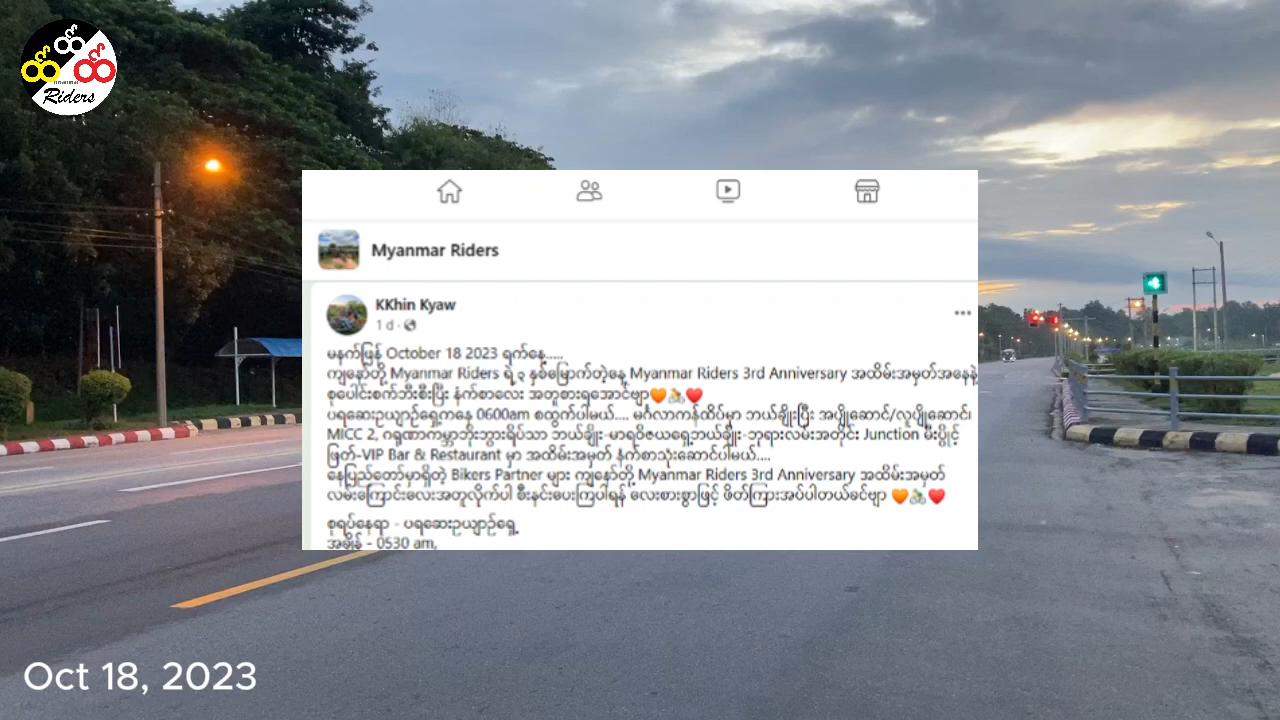 Myanmar
Riders
Myanmar Riders
KKhin Kyaw
1 d
မနက်ဖြန် October 18 2023 ရက်နေ့.....
ကျနော်တို့ Myanmar Riders ရဲ့ ၃ နှစ်မြောက်တဲ့နေ့ Myanmar Riders 3rd Anniversary အထိမ်းအမှတ်အနေနဲ့
စုပေါင်းစက်ဘီးစီးပြီး နံက်စာလေး အတူစားရအောင်ဗျာ🧡🚴❤️
ပရဆေးဥယျာဉ်ရှေ့ကနေ 0600am စထွက်ပါမယ်.... မင်္ဂလာကန်ထိပ်မှာ ဘယ်ချိုးပြီး အပျိုဆောင်/လူပျိုဆောင်၊
MICC 2, ဂရုဏာကမ္ဘာဘိုးဘွားရိပ်သာ ဘယ်ချိုး-မာရဝိဇယရှေ့ဘယ်ချိုး-ဘုရားလမ်းအတိုင်း Junction မီးပွိုင့်
ဖြတ်-VIP Bar & Restaurant မှာ အထိမ်းအမှတ် နံက်စာသုံးဆောင်ပါမယ်....
နေပြည်တော်မှာရှိတဲ့ Bikers Partner များ ကျနော်တို့ Myanmar Riders 3rd Anniversary အထိမ်းအမှတ်
လမ်းကြောင်းလေးအတူလိုက်ပါ စီးနင်းပေးကြပါရန် လေးစားစွာဖြင့် ဖိတ်ကြားအပ်ပါတယ်ခင်ဗျာ 🧡🚴❤️
စုရပ်နေရာ - ပရဆေးဥယျာဉ်ရှေ့
အချိန် - 0530 am,
Oct 18, 2023